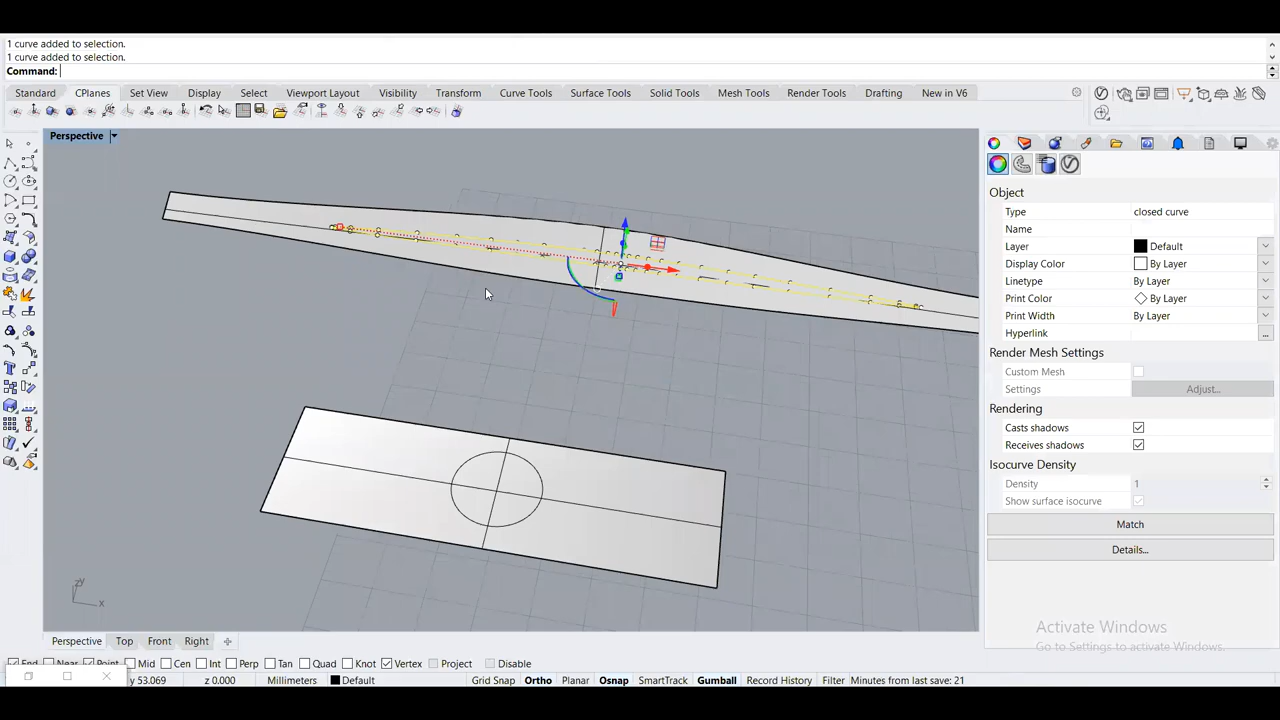 1 curve added to selection.
1 curve added to selection.
Command:
Standard CPlanes Set View Display Select Viewport Layout Visibility Transform Curve Tools Surface Tools Solid Tools Mesh Tools Render Tools Drafting New in V6
Perspective
Object
Type closed curve
Name
Layer Default
Display Color By Layer
Linetype By Layer
Print Color By Layer
Print Width By Layer
Hyperlink ...
Render Mesh Settings
Custom Mesh
Settings Adjust...
Rendering
Casts shadows
Receives shadows
Isocurve Density
Density 1
Show surface isocurve
Match
Details...
z y
x
Activate Windows
Go to Settings to activate Windows.
Perspective Top Front Right
End Near Point Mid Cen Int Perp Tan Quad Knot Vertex Project Disable
y 53.069 z 0.000 Millimeters Default Grid Snap Ortho Planar Osnap SmartTrack Gumball Record History Filter Minutes from last save: 21